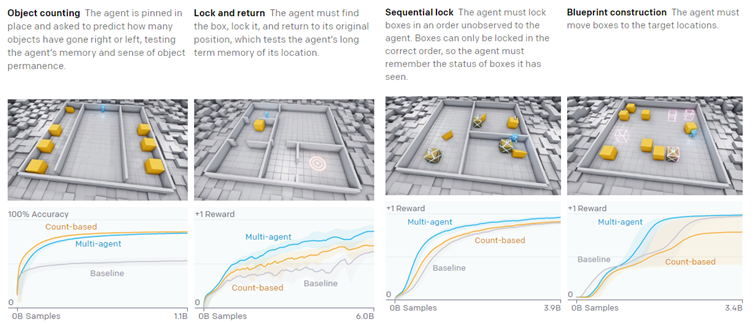 Object counting The agent is pinned in
place and asked to predict how many
objects have gone right or left, testing
the agent's memory and sense of object
permanence.
Lock and return The agent must find
the box, lock it, and return to its original
position, which tests the agent's long
term memory of its location.
Sequential lock The agent must lock
boxes in an order unobserved to the
agent. Boxes can only be locked in the
correct order, so the agent must
remember the status of boxes it has
seen.
Blueprint construction The agent must
move boxes to the target locations.
100% Accuracy
Count-based
Multi-agent
Baseline
0
0B Samples
1.1B
+1 Reward
Multi-agent
Count-based
Baseline
0
0B Samples
6.0B
+1 Reward
Multi-agent
Count-based
Baseline
0
0B Samples
3.9B
+1 Reward
Multi-agent
Baseline
Count-based
0
0B Samples
3.4B